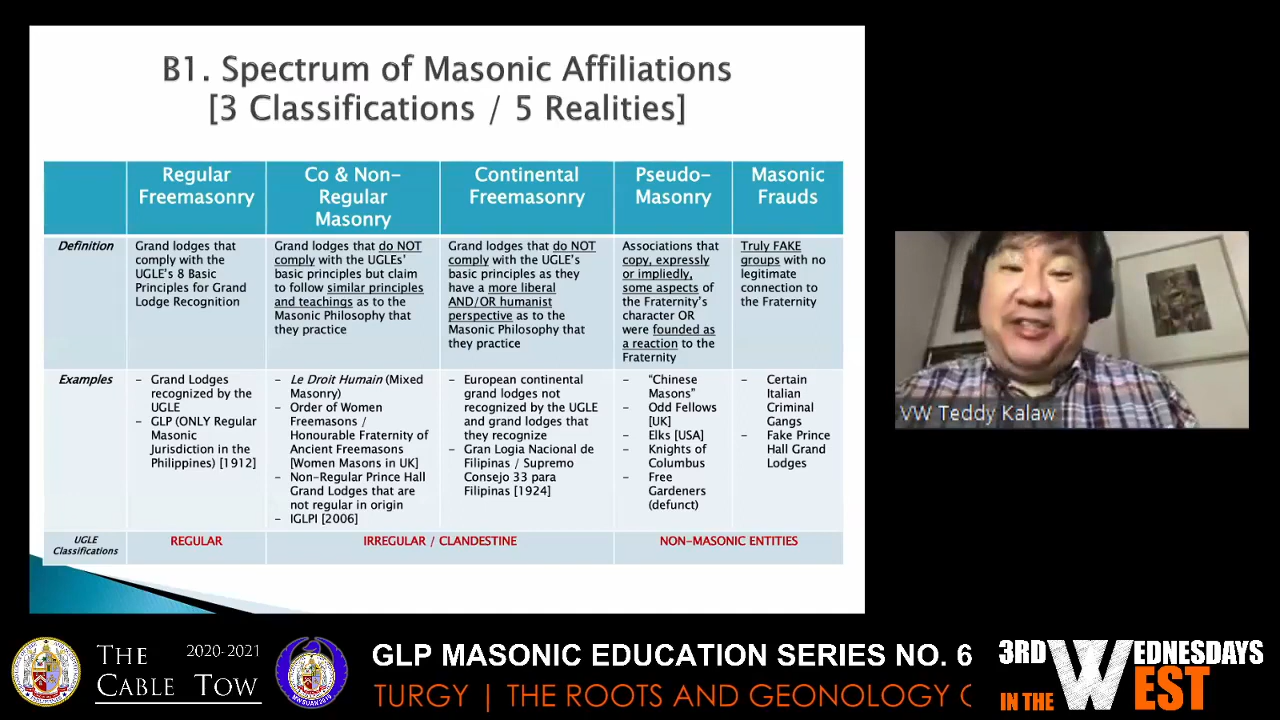 B1. Spectrum of Masonic Affiliations
[3 Classifications / 5 Realities]
Regular
Freemasonry
Co & Non-
Regular
Masonry
Continental
Freemasonry
Pseudo-
Masonry
Masonic
Frauds
Definition
Grand lodges that
comply with the
UGLE's 8 Basic
Principles for Grand
Lodge Recognition
Grand lodges that do NOT
comply with the UGLEs'
basic principles but claim
to follow similar principles
and teachings as to the
Masonic Philosophy that
they practice
Grand lodges that do NOT
comply with the UGLE's
basic principles as they
have a more liberal
AND/OR humanist
perspective as to the
Masonic Philosophy that
they practice
Associations that
copy, expressly
or impliedly,
some aspects of
the Fraternity's
character OR
were founded as
a reaction to the
Fraternity
Truly FAKE
groups with no
legitimate
connection to
the Fraternity
Examples
- Grand Lodges
recognized by the
UGLE
- GLP (ONLY Regular
Masonic
Jurisdiction in the
Philippines) [1912]
- Le Droit Humain (Mixed
Masonry)
- Order of Women
Freemasons /
Honourable Fraternity of
Ancient Freemasons
[Women Masons in UK]
- Non-Regular Prince Hall
Grand Lodges that are
not regular in origin
- IGLPI [2006]
- European continental
grand lodges not
recognized by the UGLE
and grand lodges that
they recognize
- Gran Logia Nacional de
Filipinas / Supremo
Consejo 33 para
Filipinas [1924]
- "Chinese
Masons"
- Odd Fellows
[UK]
- Elks [USA]
- Knights of
Columbus
- Free
Gardeners
(defunct)
- Certain
Italian
Criminal
Gangs
- Fake Prince
Hall Grand
Lodges
UGLE
Classifications
REGULAR
IRREGULAR / CLANDESTINE
NON-MASONIC ENTITIES
VW Teddy Kalaw
THE 2020-2021
CABLE TOW
GLP MASONIC EDUCATION SERIES NO. 6
TURGY | THE ROOTS AND GEONOLOGY
3RD WEDNESDAYS
IN THE WEST